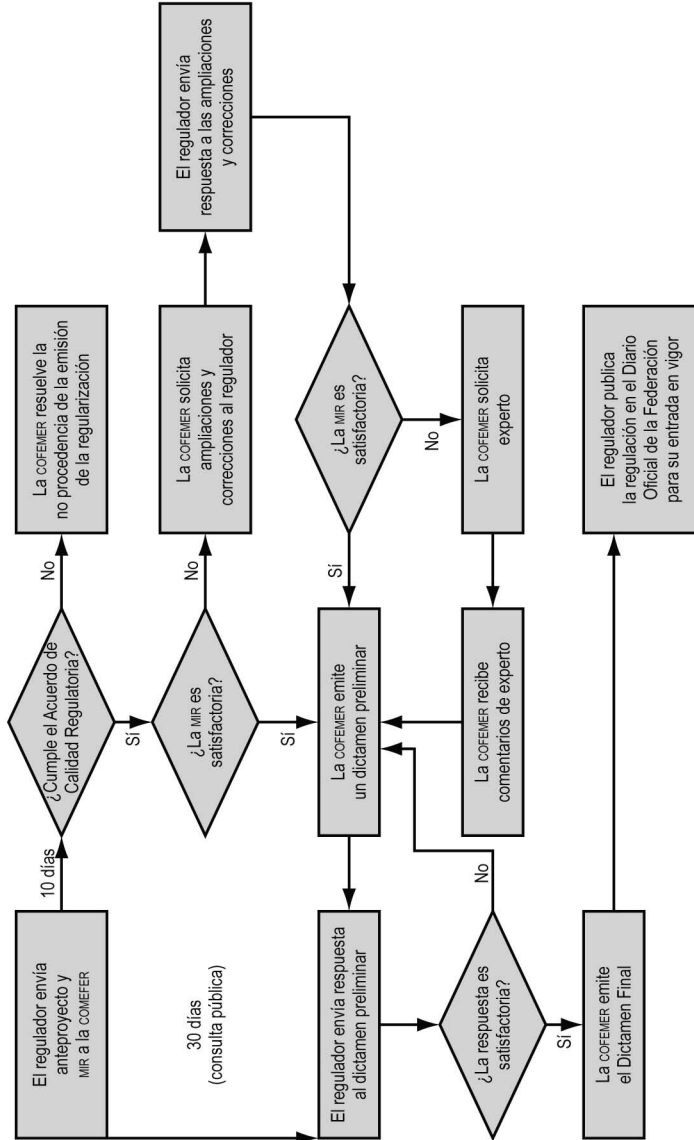 El regulador envía
anteproyecto y
MIR a la COMEFER
10 días
¿Cumple el Acuerdo de
Calidad Regulatoria?
No
La COFEMER resuelve la
no procedencia de la emisión
de la regularización
Sí
¿La MIR es
satisfactoria?
No
La COFEMER solicita
ampliaciones y
correcciones al regulador
El regulador envía
respuesta a las ampliaciones
y correcciones
30 días
(consulta pública)
Sí
La COFEMER emite
un dictamen preliminar
Sí
¿La MIR es
satisfactoria?
No
La COFEMER solicita
experto
La COFEMER recibe
comentarios de experto
El regulador envía respuesta
al dictamen preliminar
¿La respuesta es
satisfactoria?
No
Sí
La COFEMER emite
el Dictamen Final
El regulador publica
la regulación en el Diario
Oficial de la Federación
para su entrada en vigor